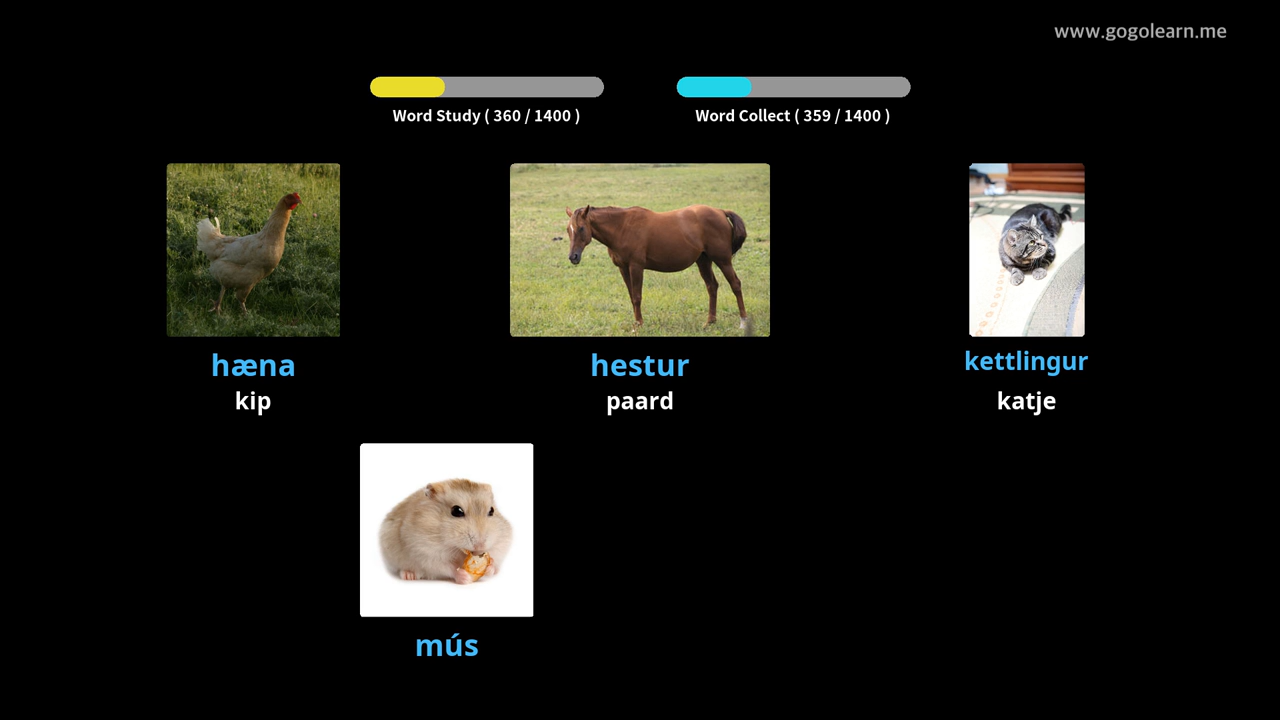 www.gogolearn.me
Word Study ( 360 / 1400 )
Word Collect ( 359 / 1400 )
hæna
kip
hestur
paard
kettlingur
katje
mús